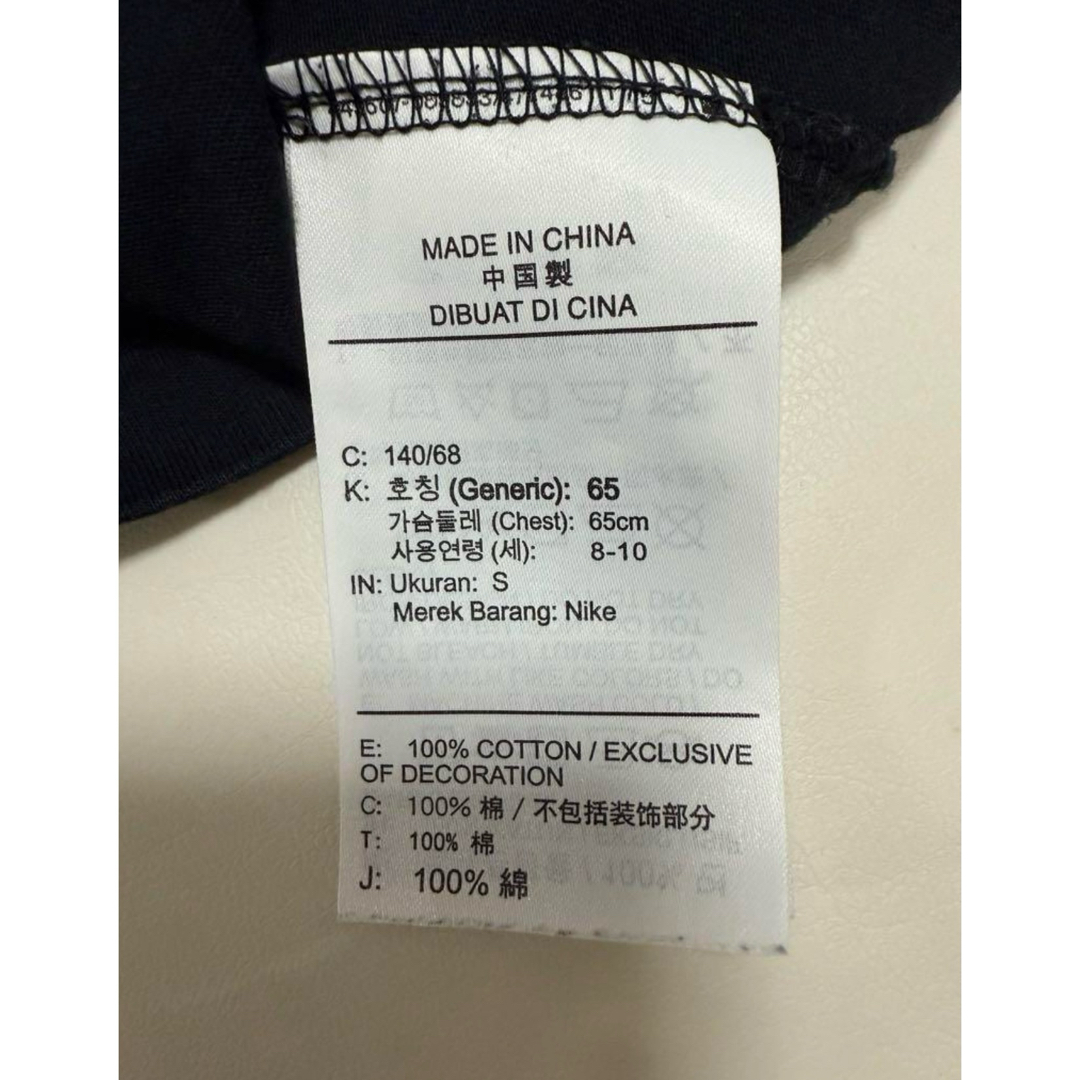 MADE IN CHINA
中国製
DIBUAT DI CINA
C: 140/68
K: 호칭 (Generic): 65
가슴둘레 (Chest): 65cm
사용연령 (세): 8-10
IN: Ukuran: S
Merek Barang: Nike
E: 100% COTTON / EXCLUSIVE
OF DECORATION
C: 100% 棉 / 不包括装饰部分
T: 100% 棉
J: 100% 綿